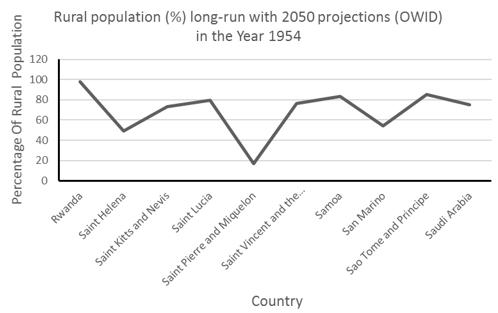 Rural population (%) long-run with 2050 projections (OWID)
in the Year 1954
Percentage Of Rural Population
120
100
80
60
40
20
0
Rwanda
Saint Helena
Saint Kitts and Nevis
Saint Lucia
Saint Pierre and Miquelon
Saint Vincent and the...
Samoa
San Marino
Sao Tome and Principe
Saudi Arabia
Country